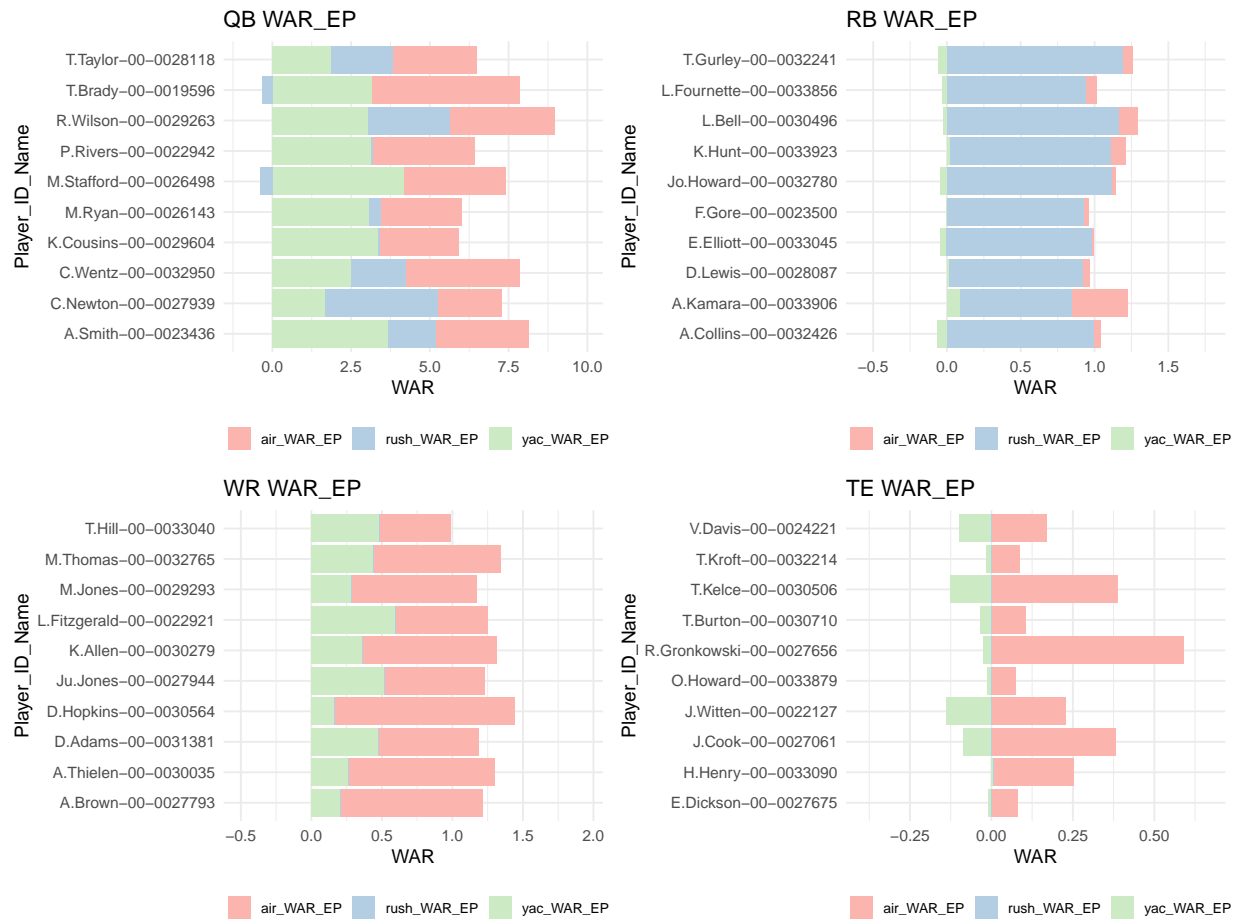 QB WAR_EP
Player_ID_Name
T.Taylor−00−0028118
T.Brady−00−0019596
R.Wilson−00−0029263
P.Rivers−00−0022942
M.Stafford−00−0026498
M.Ryan−00−0026143
K.Cousins−00−0029604
C.Wentz−00−0032950
C.Newton−00−0027939
A.Smith−00−0023436
0.0 2.5 5.0 7.5 10.0
WAR
air_WAR_EP rush_WAR_EP yac_WAR_EP
RB WAR_EP
Player_ID_Name
T.Gurley−00−0032241
L.Fournette−00−0033856
L.Bell−00−0030496
K.Hunt−00−0033923
Jo.Howard−00−0032780
F.Gore−00−0023500
E.Elliott−00−0033045
D.Lewis−00−0028087
A.Kamara−00−0033906
A.Collins−00−0032426
−0.5 0.0 0.5 1.0 1.5
WAR
air_WAR_EP rush_WAR_EP yac_WAR_EP
WR WAR_EP
Player_ID_Name
T.Hill−00−0033040
M.Thomas−00−0032765
M.Jones−00−0029293
L.Fitzgerald−00−0022921
K.Allen−00−0030279
Ju.Jones−00−0027944
D.Hopkins−00−0030564
D.Adams−00−0031381
A.Thielen−00−0030035
A.Brown−00−0027793
−0.5 0.0 0.5 1.0 1.5 2.0
WAR
air_WAR_EP rush_WAR_EP yac_WAR_EP
TE WAR_EP
Player_ID_Name
V.Davis−00−0024221
T.Kroft−00−0032214
T.Kelce−00−0030506
T.Burton−00−0030710
R.Gronkowski−00−0027656
O.Howard−00−0033879
J.Witten−00−0022127
J.Cook−00−0027061
H.Henry−00−0033090
E.Dickson−00−0027675
−0.25 0.00 0.25 0.50
WAR
air_WAR_EP yac_WAR_EP